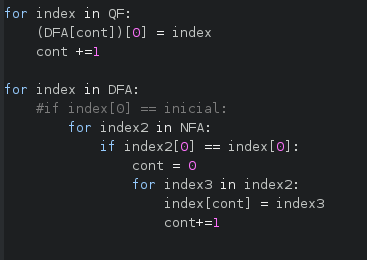 for index in QF:
    (DFA[cont])[0] = index
    cont +=1

for index in DFA:
    #if index[0] == inicial:
        for index2 in NFA:
            if index2[0] == index[0]:
                cont = 0
                for index3 in index2:
                    index[cont] = index3
                    cont+=1